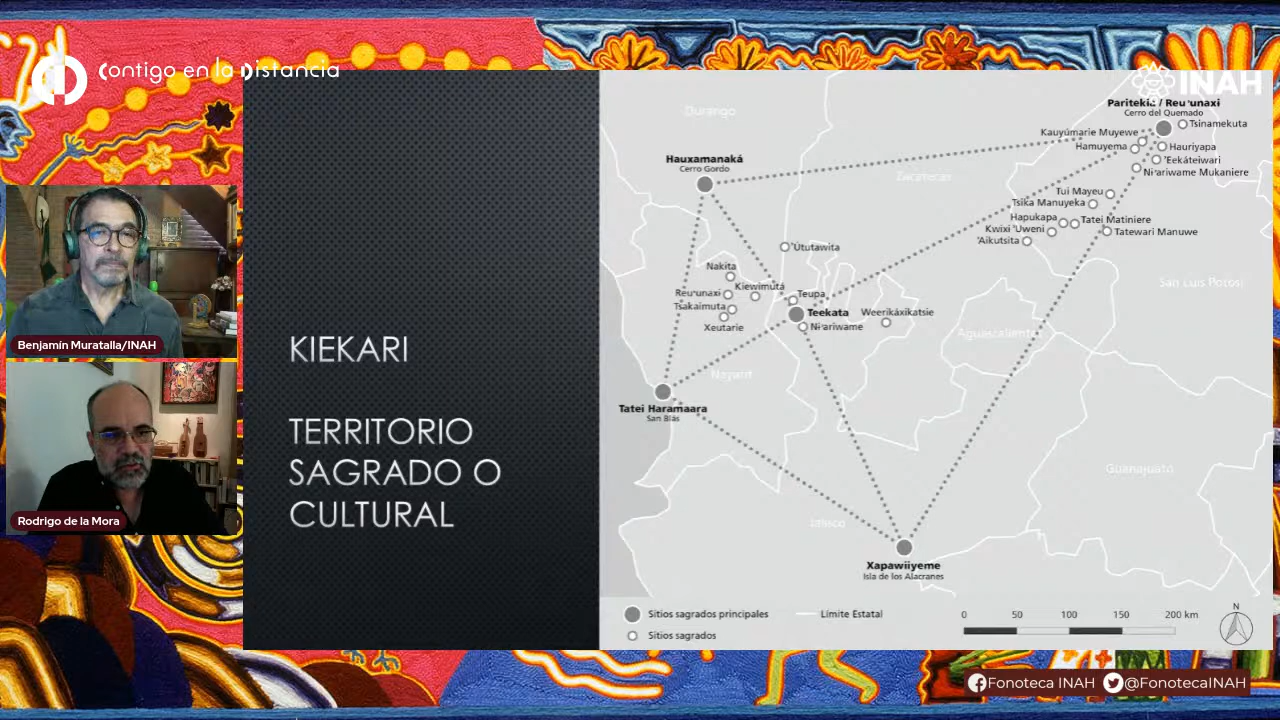 Contigo en la Distancia
INAH
Benjamín Muratalla/INAH
Rodrigo de la Mora
KIEKARI
TERRITORIO
SAGRADO O
CULTURAL
Durango
Paritekia / Reu'unaxi
Cerro del Quemado
Tsinamekuta
Kauyúmarie Muyewe
Hamuyema
Hauriyapa
'Eekáteiwari
Ni'ariwame Mukaniere
Hauxamanaká
Cerro Gordo
Zacatecas
Tui Mayeu
Tsika Manuyeka
Hapukapa
Tatei Matiniere
Kwixi 'Uweni
Tatewari Manuwe
'Aikutsita
'Ututawita
Nakita
Kiewimuta
Reu'unaxi
Teupa
Tsakaimuta
Teekata
Weerikáxikatsie
Xeutarie
Ni'ariwame
San Luis Potosí
Aguascalientes
Nayarit
Tatei Haramaara
San Blás
Guanajuato
Jalisco
Xapawiiyeme
Isla de los Alacranes
Sitios sagrados principales
Límite Estatal
Sitios sagrados
0 50 100 150 200 km
N
Fonoteca INAH @FonotecaINAH